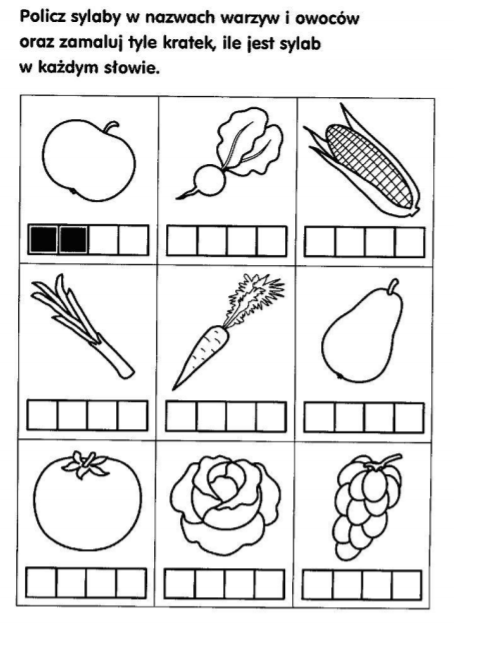 Policz sylaby w nazwach warzyw i owoców
oraz zamaluj tyle kratek, ile jest sylab
w każdym słowie.